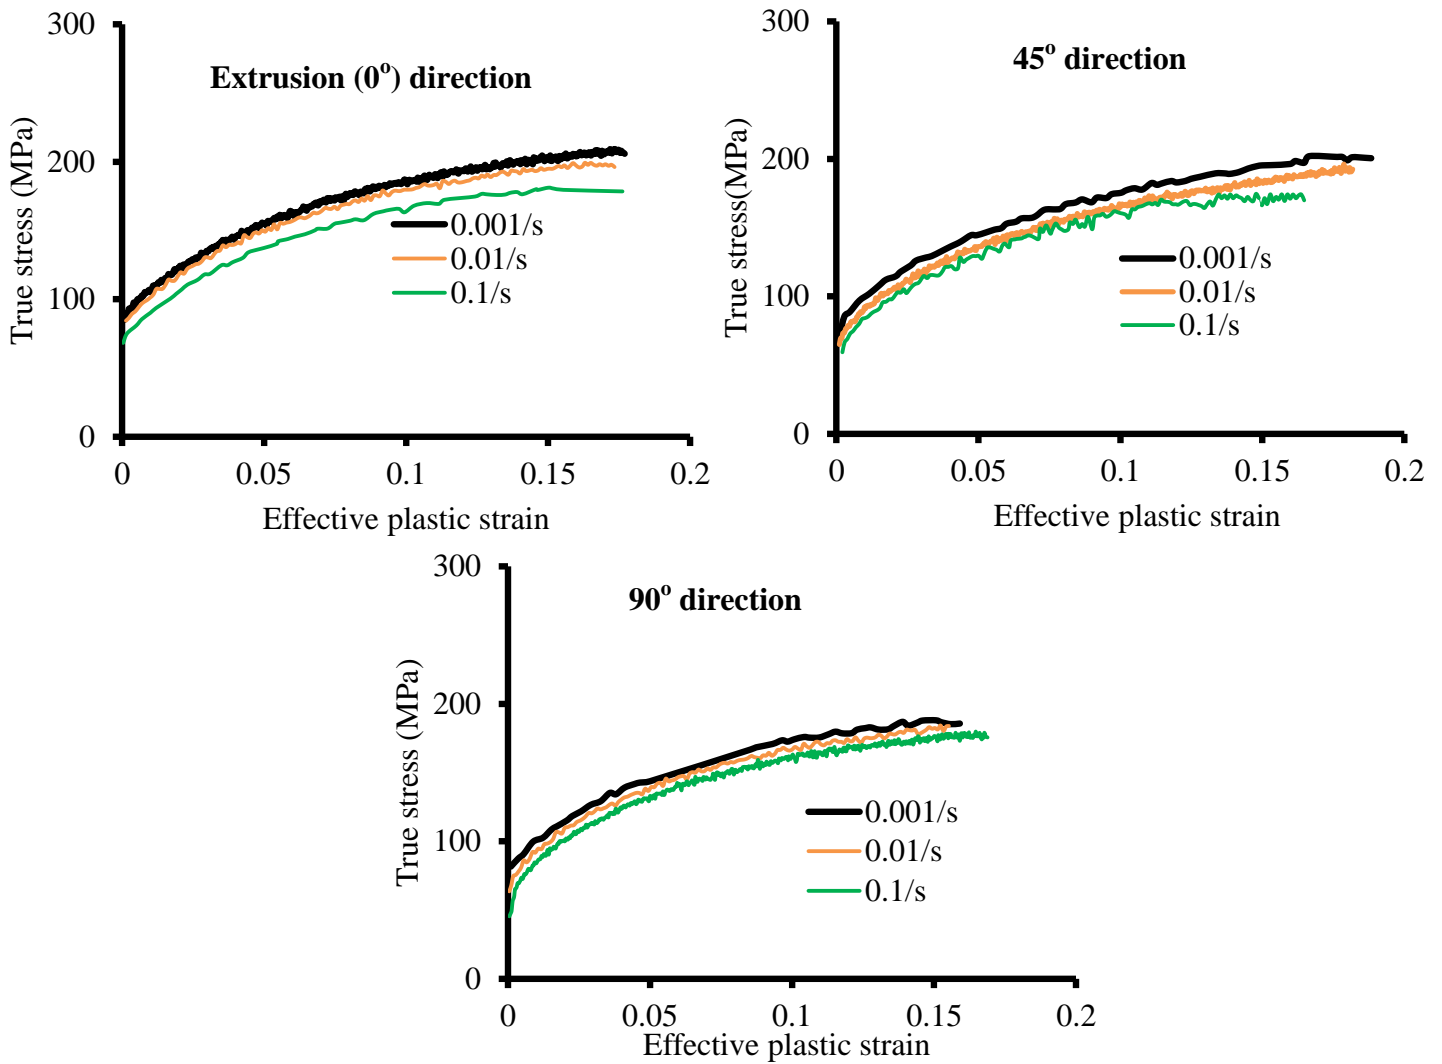 300
Extrusion (0º) direction
200
True stress (MPa)
0.001/s
0.01/s
0.1/s
100
0
0 0.05 0.1 0.15 0.2
Effective plastic strain
300
45º direction
200
True stress(MPa)
0.001/s
0.01/s
0.1/s
100
0
0 0.05 0.1 0.15 0.2
Effective plastic strain
300
90º direction
200
True stress (MPa)
0.001/s
0.01/s
0.1/s
100
0
0 0.05 0.1 0.15 0.2
Effective plastic strain